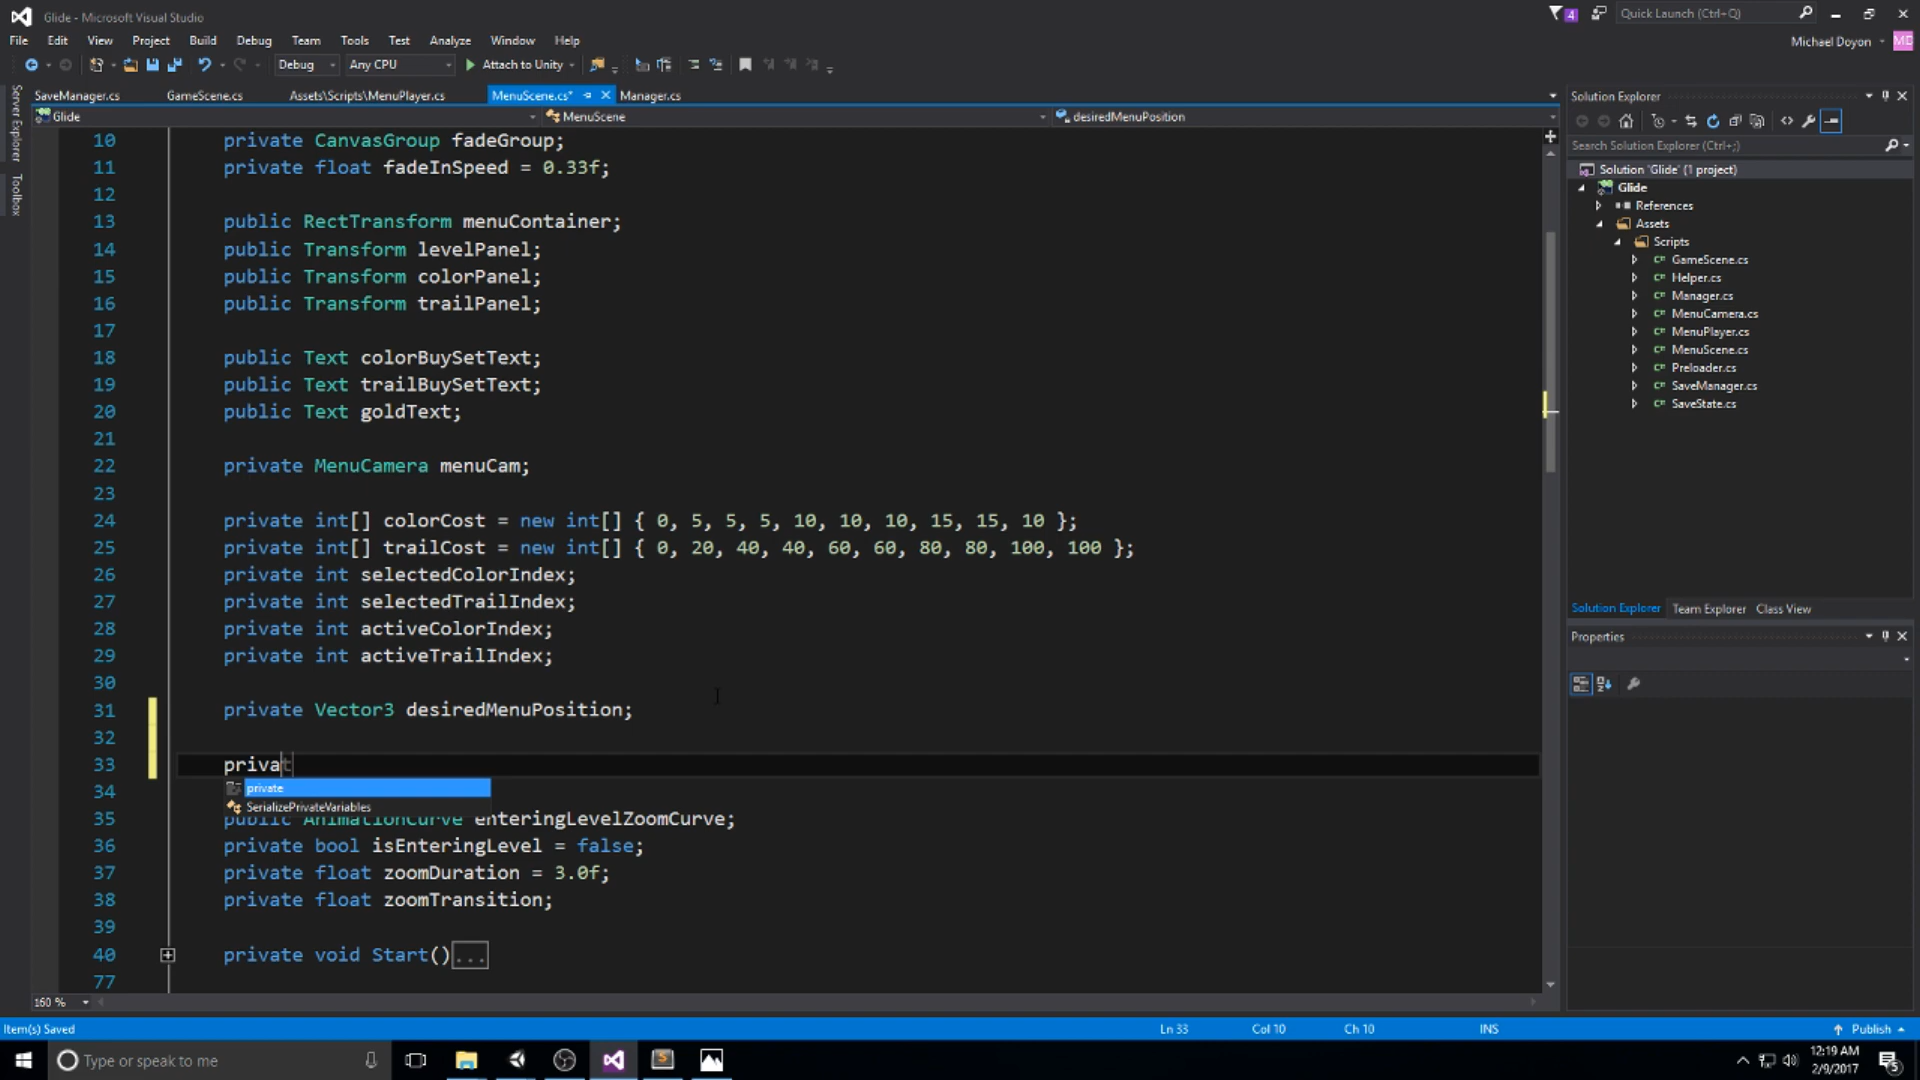 Glide - Microsoft Visual Studio
4
Quick Launch (Ctrl+Q)
File Edit View Project Build Debug Team Tools Test Analyze Window Help
Michael Doyon MD
Debug Any CPU Attach to Unity
Server Explorer
Toolbox
SaveManager.cs GameScene.cs Assets\Scripts\MenuPlayer.cs MenuScene.cs* Manager.cs
Glide MenuScene desiredMenuPosition
10 private CanvasGroup fadeGroup;
11 private float fadeInSpeed = 0.33f;
12
13 public RectTransform menuContainer;
14 public Transform levelPanel;
15 public Transform colorPanel;
16 public Transform trailPanel;
17
18 public Text colorBuySetText;
19 public Text trailBuySetText;
20 public Text goldText;
21
22 private MenuCamera menuCam;
23
24 private int[] colorCost = new int[] { 0, 5, 5, 5, 10, 10, 10, 15, 15, 10 };
25 private int[] trailCost = new int[] { 0, 20, 40, 40, 60, 60, 80, 80, 100, 100 };
26 private int selectedColorIndex;
27 private int selectedTrailIndex;
28 private int activeColorIndex;
29 private int activeTrailIndex;
30
31 private Vector3 desiredMenuPosition;
32
33 privat
private
SerializePrivateVariables
34
35 public AnimationCurve enteringLevelZoomCurve;
36 private bool isEnteringLevel = false;
37 private float zoomDuration = 3.0f;
38 private float zoomTransition;
39
40 private void Start()...
77
160 %
Solution Explorer
Search Solution Explorer (Ctrl+;)
Solution 'Glide' (1 project)
Glide
References
Assets
Scripts
GameScene.cs
Helper.cs
Manager.cs
MenuCamera.cs
MenuPlayer.cs
MenuScene.cs
Preloader.cs
SaveManager.cs
SaveState.cs
Solution Explorer Team Explorer Class View
Properties
Item(s) Saved Ln 33 Col 10 Ch 10 INS Publish
Type or speak to me
12:19 AM
2/9/2017
5